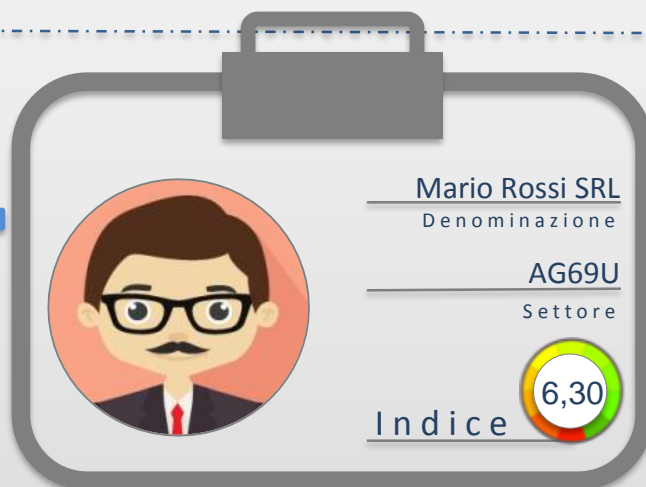 Mario Rossi SRL
Denominazione
AG69U
Settore
6,30
Indice